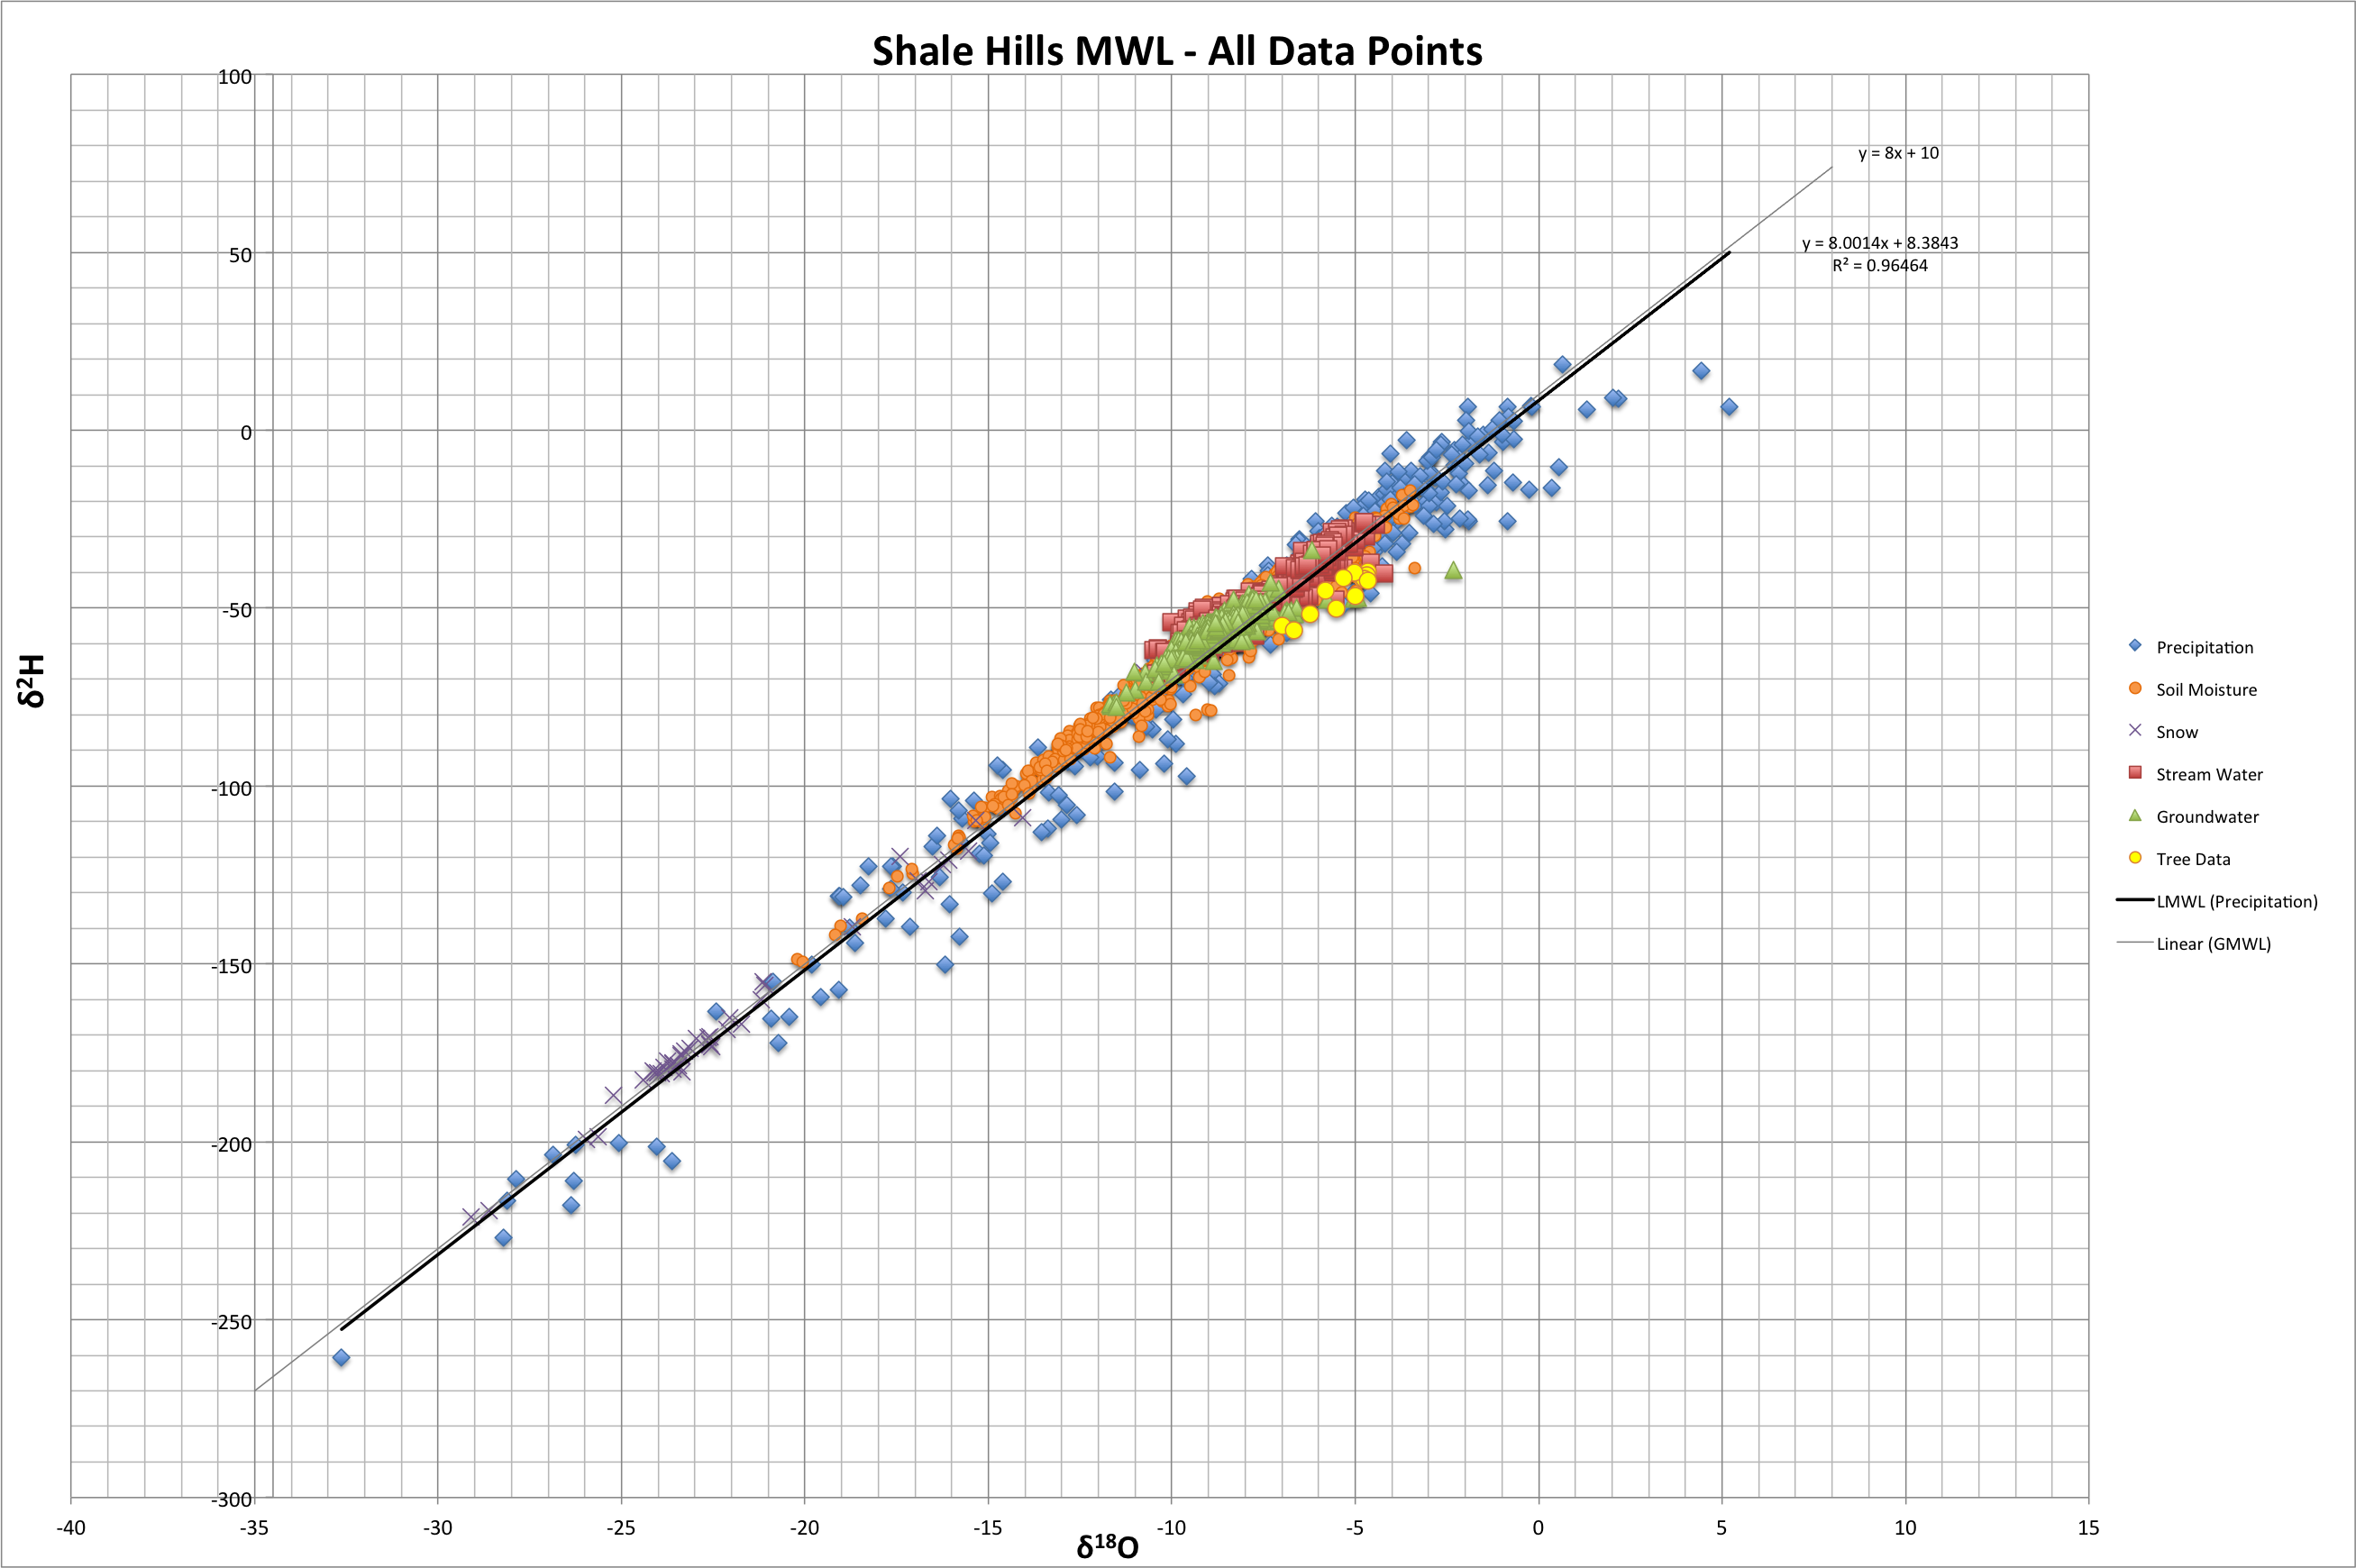 Shale Hills MWL - All Data Points
100
50
0
-50
-100
-150
-200
-250
-300
δ²H
y = 8x + 10
y = 8.0014x + 8.3843
R² = 0.96464
Precipitation
Soil Moisture
Snow
Stream Water
Groundwater
Tree Data
LMWL (Precipitation)
Linear (GMWL)
-40 -35 -30 -25 -20 -15 -10 -5 0 5 10 15
δ¹⁸O